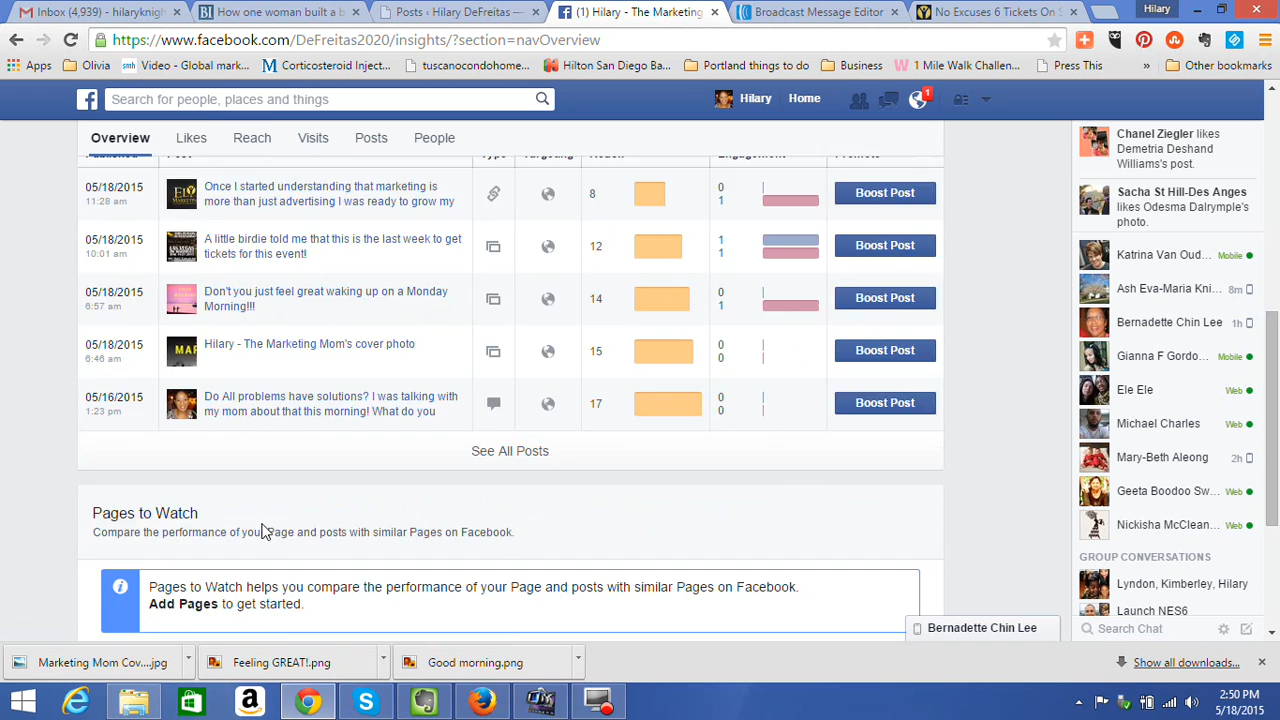 Inbox (4,939) - hilaryknigh
How one woman built a b
Posts ‹ Hilary DeFreitas —
(1) Hilary - The Marketing
Broadcast Message Editor
No Excuses 6 Tickets On S
Hilary
https://www.facebook.com/DeFreitas2020/insights/?section=navOverview
Apps
Olivia
smh Video - Global mark...
Corticosteroid Inject...
tuscanocondohome...
Hilton San Diego Ba...
Portland things to do
Business
W 1 Mile Walk Challen...
Press This
»
Other bookmarks
Search for people, places and things
Hilary
Home
1
Overview
Likes
Reach
Visits
Posts
People
05/18/2015
11:28 am
Once I started understanding that marketing is
more than just advertising I was ready to grow my
8
0
1
Boost Post
05/18/2015
10:01 am
A little birdie told me that this is the last week to get
tickets for this event!
12
1
1
Boost Post
05/18/2015
6:57 am
Don't you just feel great waking up on a Monday
Morning!!!
14
0
1
Boost Post
05/18/2015
6:46 am
Hilary - The Marketing Mom's cover photo
15
0
0
Boost Post
05/16/2015
1:23 pm
Do All problems have solutions? I was talking with
my mom about that this morning! What do you
17
0
0
Boost Post
See All Posts
Pages to Watch
Compare the performance of your Page and posts with similar Pages on Facebook.
Pages to Watch helps you compare the performance of your Page and posts with similar Pages on Facebook.
Add Pages to get started.
Chanel Ziegler likes
Demetria Deshand
Williams's post.
Sacha St Hill-Des Anges
likes Odesma Dalrymple's
photo.
Katrina Van Oud... Mobile
Ash Eva-Maria Kni... 8m
Bernadette Chin Lee 1h
Gianna F Gordo... Mobile
Ele Ele Web
Michael Charles Web
Mary-Beth Aleong 2h
Geeta Boodoo Sw... Web
Nickisha McClean... Web
GROUP CONVERSATIONS
Lyndon, Kimberley, Hilary
Launch NES6
Search Chat
Bernadette Chin Lee
Marketing Mom Cov....jpg
Feeling GREAT!.png
Good morning.png
Show all downloads...
2:50 PM
5/18/2015